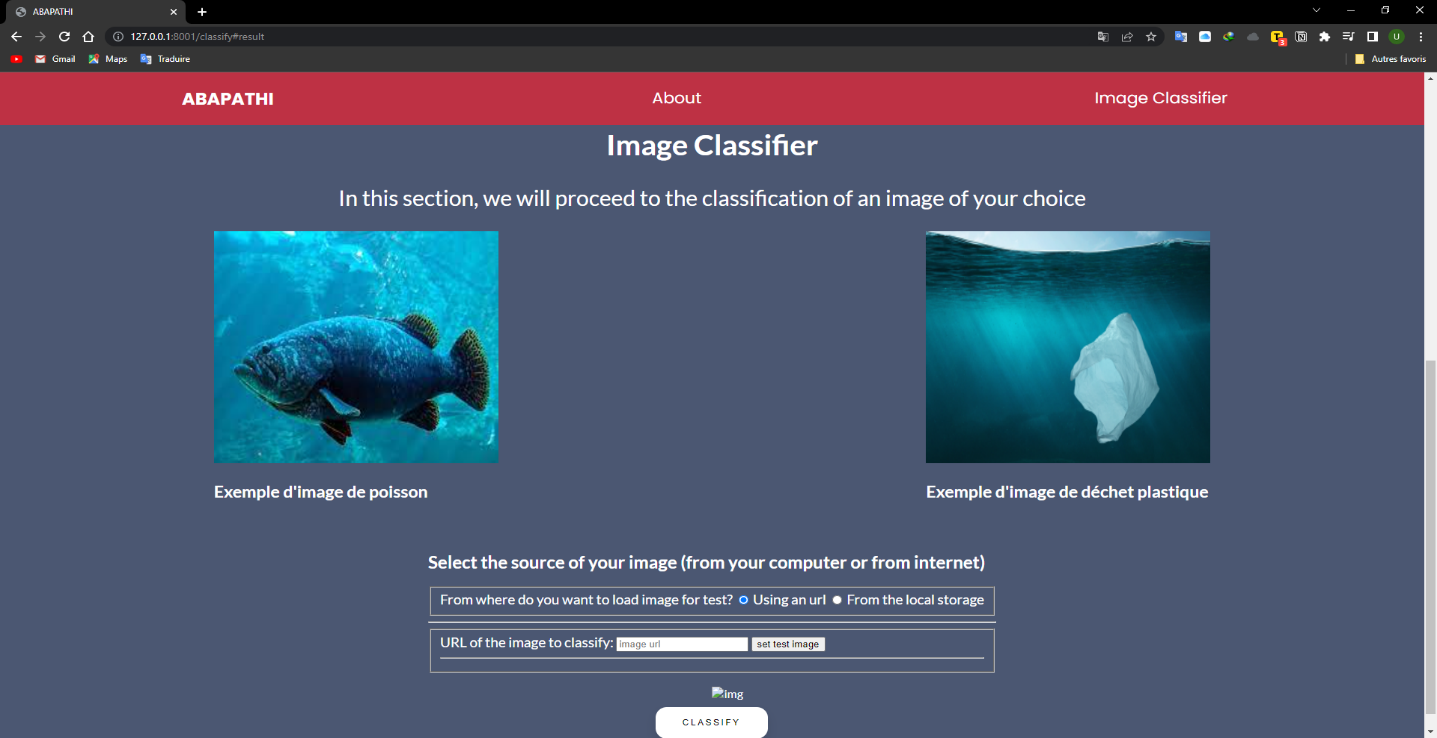 ABAPATHI
127.0.0.1:8001/classify#result
Gmail Maps Traduire Autres favoris
ABAPATHI About Image Classifier
Image Classifier
In this section, we will proceed to the classification of an image of your choice
Exemple d'image de poisson
Exemple d'image de déchet plastique
Select the source of your image (from your computer or from internet)
From where do you want to load image for test? Using an url From the local storage
URL of the image to classify: image url set test image
Img
CLASSIFY